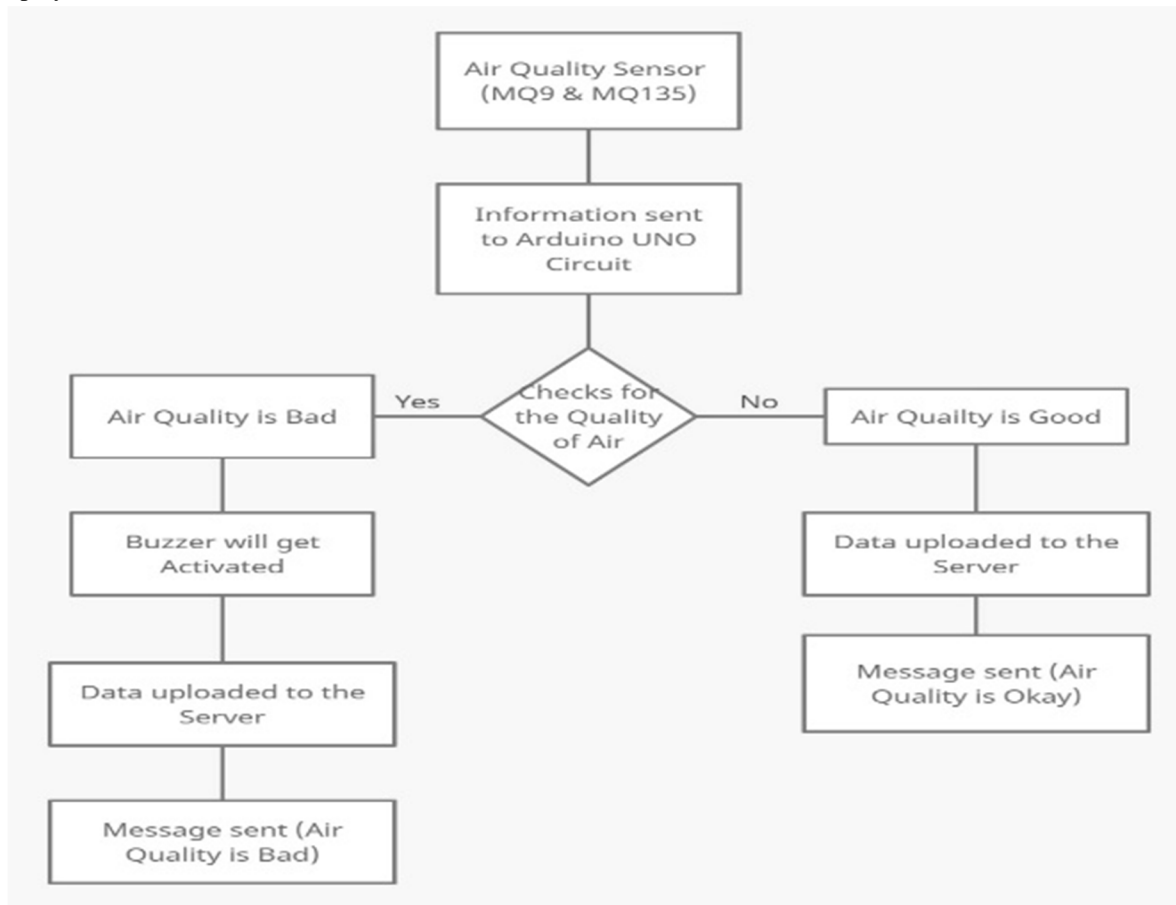 Air Quality Sensor
(MQ9 & MQ135)
Information sent
to Arduino UNO
Circuit
Checks for
the Quality
of Air
Yes
No
Air Quality is Bad
Air Quailty is Good
Buzzer will get
Activated
Data uploaded to the
Server
Data uploaded to the
Server
Message sent (Air
Quality is Okay)
Message sent (Air
Quality is Bad)